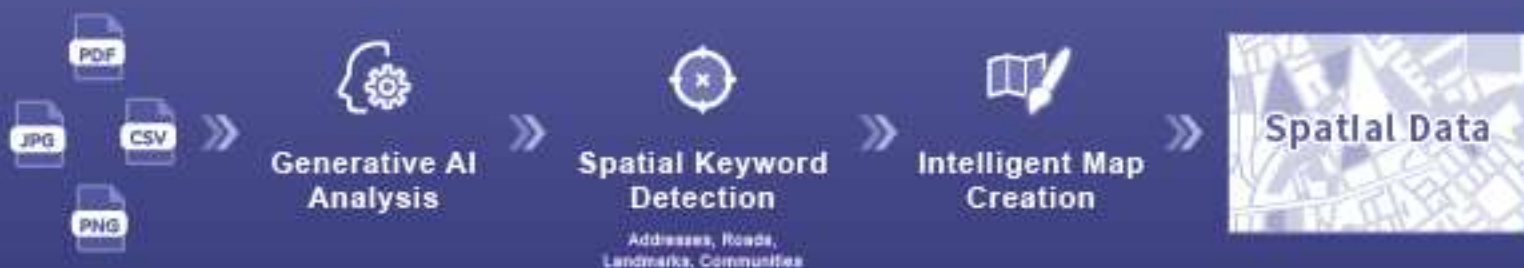 PDF
JPG
CSV
PNG
Generative AI
Analysis
Spatial Keyword
Detection
Addresses, Roads,
Landmarks, Communities
Intelligent Map
Creation
Spatial Data